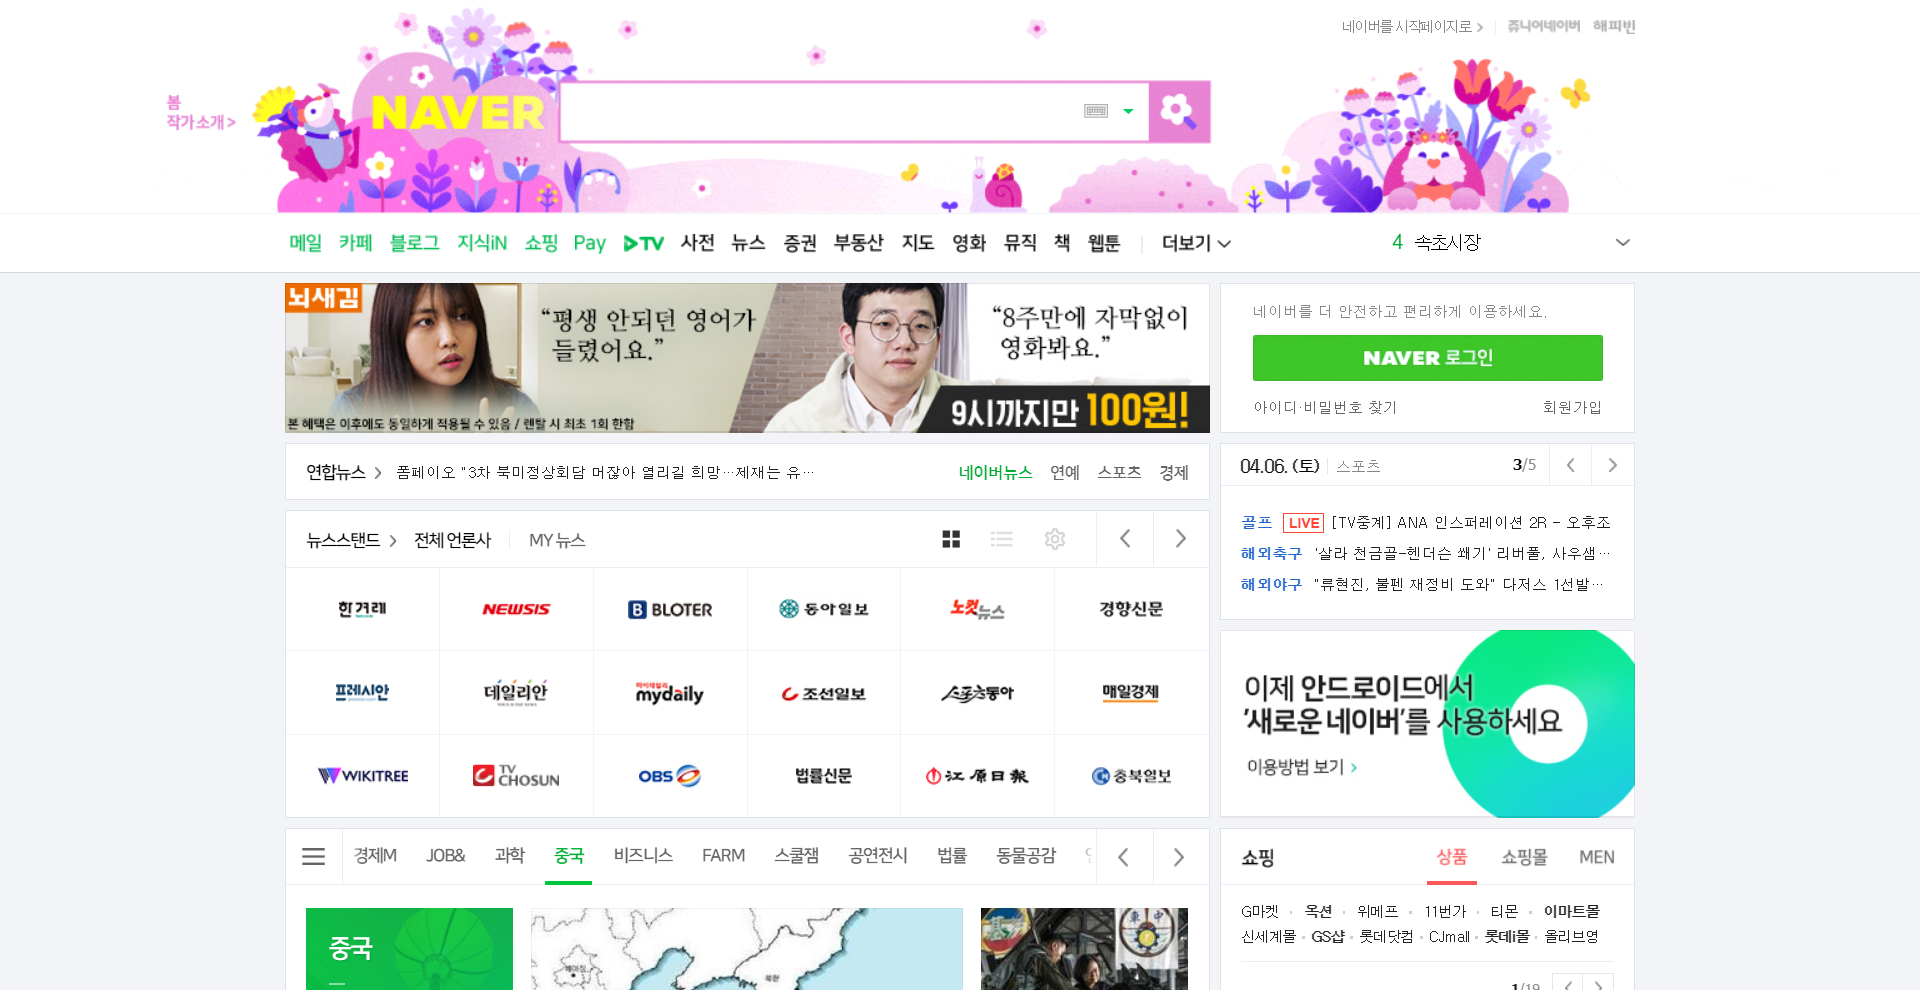 네이버를 시작페이지로
쥬니어네이버 해피빈
봄
작가 소개 >
NAVER
메일 카페 블로그 지식iN 쇼핑 Pay TV 사전 뉴스 증권 부동산 지도 영화 뮤직 책 웹툰 더보기
4 속초시장
뇌새김
“평생 안되던 영어가
들렸어요.”
“8주만에 자막없이
영화봐요.”
9시까지만 100원!
본 혜택은 이후에도 동일하게 적용될 수 있음 / 렌탈 시 최초 1회 한함
네이버를 더 안전하고 편리하게 이용하세요.
NAVER 로그인
아이디·비밀번호 찾기 회원가입
연합뉴스 > 폼페이오 "3차 북미정상회담 머잖아 열리길 희망…제재는 유…
네이버뉴스 연예 스포츠 경제
04.06. (토) 스포츠 3/5
골프 LIVE [TV중계] ANA 인스퍼레이션 2R - 오후조
해외축구 '살라 천금골-헨더슨 쐐기' 리버풀, 사우샘…
해외야구 "류현진, 불펜 재정비 도와" 다저스 1선발…
뉴스스탠드 > 전체 언론사 MY 뉴스
한겨레 NEWSIS BLOTER 동아일보 노컷뉴스 경향신문
프레시안 데일리안 마이데일리 mydaily 조선일보 스포츠동아 매일경제
WIKITREE TV CHOSUN OBS 법률신문 江原日報 충북일보
이제 안드로이드에서
'새로운 네이버'를 사용하세요
이용방법 보기 >
경제M JOB& 과학 중국 비즈니스 FARM 스쿨잼 공연전시 법률 동물공감
쇼핑 상품 쇼핑몰 MEN
G마켓 · 옥션 · 위메프 · 11번가 · 티몬 · 이마트몰
신세계몰 · GS샵 · 롯데닷컴 · CJmall · 롯데i몰 · 올리브영
1/19
중국
북한
東
中